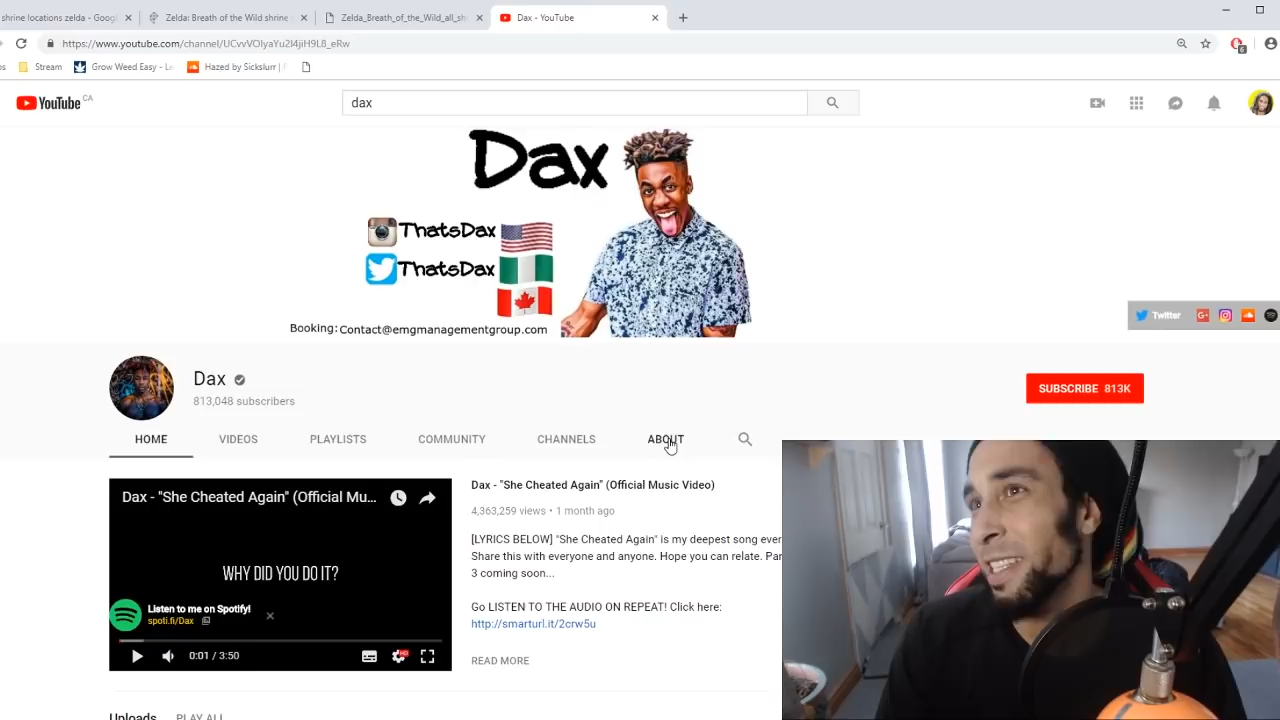 shrine locations zelda - Googl
Zelda: Breath of the Wild shrine
Zelda_Breath_of_the_Wild_all_sh
Dax - YouTube
https://www.youtube.com/channel/UCvvVOIyaYu2I4jiH9L8_eRw
Stream
Grow Weed Easy - Le
Hazed by Sickslurr | F
YouTube CA
dax
Dax
ThatsDax
ThatsDax
Booking: Contact@emgmanagementgroup.com
Twitter
Dax
813,048 subscribers
SUBSCRIBE 813K
HOME VIDEOS PLAYLISTS COMMUNITY CHANNELS ABOUT
Dax - "She Cheated Again" (Official Mu...
WHY DID YOU DO IT?
Listen to me on Spotify!
spoti.fi/Dax
0:01 / 3:50
HD
Dax - "She Cheated Again" (Official Music Video)
4,363,259 views • 1 month ago
[LYRICS BELOW] "She Cheated Again" is my deepest song ever
Share this with everyone and anyone. Hope you can relate. Par
3 coming soon...
Go LISTEN TO THE AUDIO ON REPEAT! Click here:
http://smarturl.it/2crw5u
READ MORE
Uploads PLAY ALL